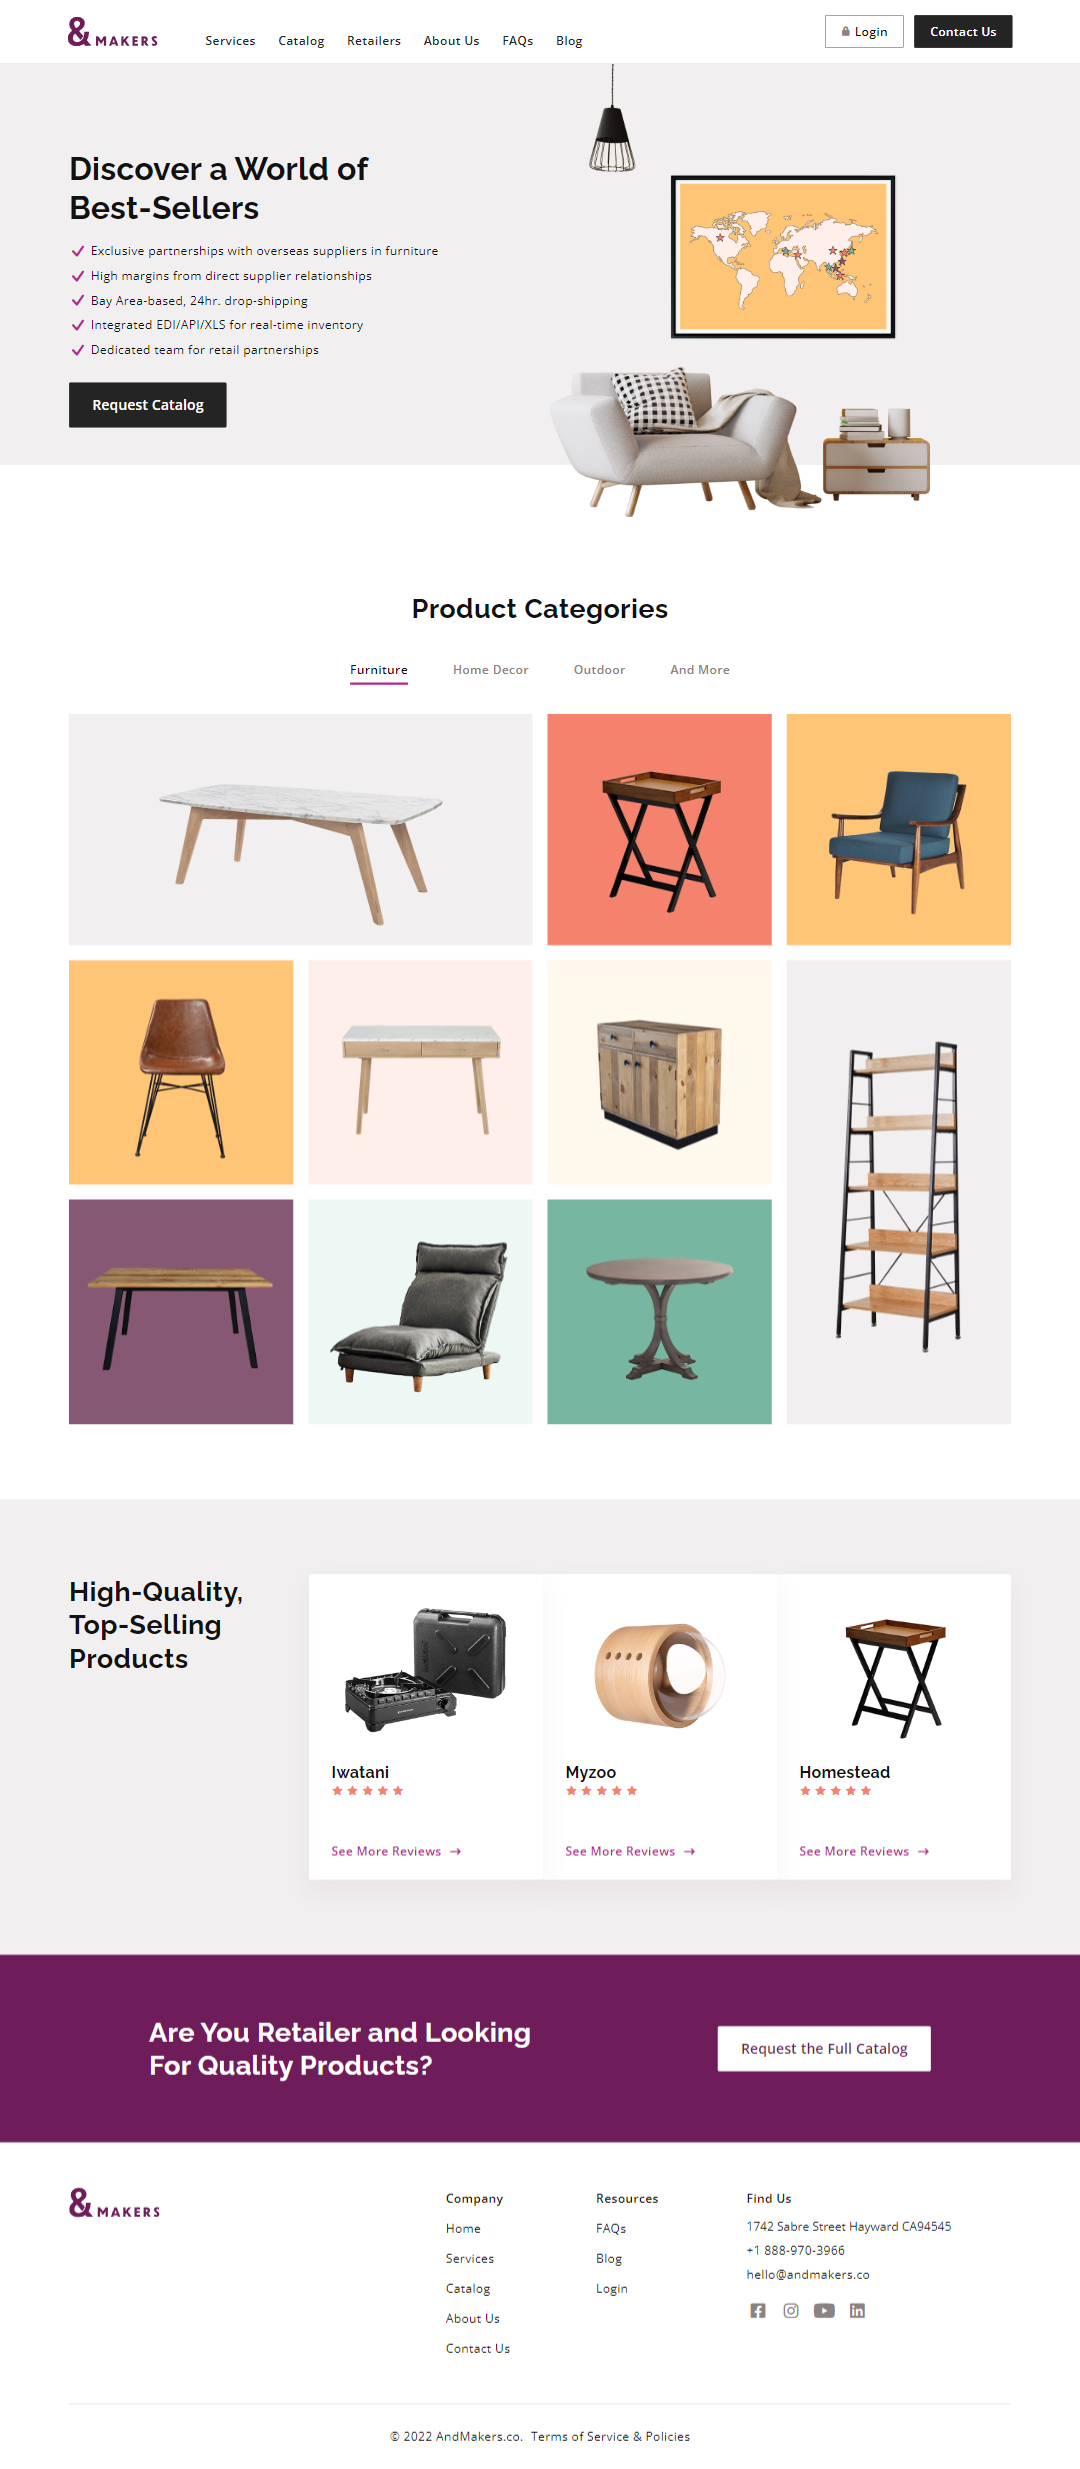 & MAKERS
Services Catalog Retailers About Us FAQs Blog
Login
Contact Us
Discover a World of
Best-Sellers
Exclusive partnerships with overseas suppliers in furniture
High margins from direct supplier relationships
Bay Area-based, 24hr. drop-shipping
Integrated EDI/API/XLS for real-time inventory
Dedicated team for retail partnerships
Request Catalog
Product Categories
Furniture Home Decor Outdoor And More
High-Quality,
Top-Selling
Products
Iwatani
See More Reviews
Myzoo
See More Reviews
Homestead
See More Reviews
Are You Retailer and Looking
For Quality Products?
Request the Full Catalog
& MAKERS
Company
Home
Services
Catalog
About Us
Contact Us
Resources
FAQs
Blog
Login
Find Us
1742 Sabre Street Hayward CA94545
+1 888-970-3966
hello@andmakers.co
© 2022 AndMakers.co. Terms of Service & Policies